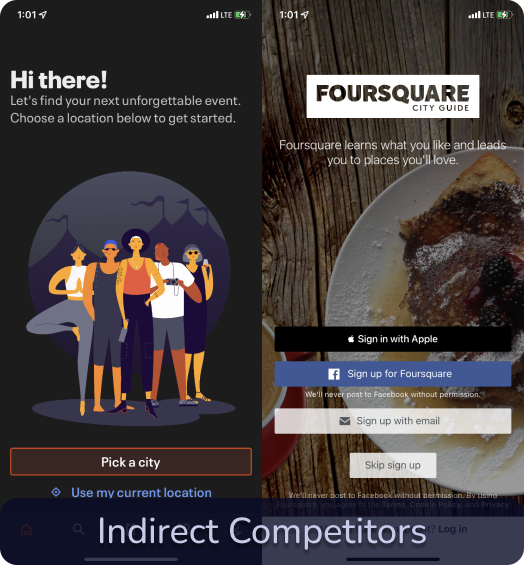 1:01
LTE
Hi there!
Let's find your next unforgettable event.
Choose a location below to get started.
Pick a city
Use my current location
1:01
LTE
FOURSQUARE
CITY GUIDE
Foursquare learns what you like and leads
you to places you'll love.
Sign in with Apple
Sign up for Foursquare
We'll never post to Facebook without permission.
Sign up with email
Skip sign up
We'll never post to Facebook without permission. By using
Foursquare, you agree to the Terms, Cookie Policy, and Privacy
Log in
Indirect Competitors